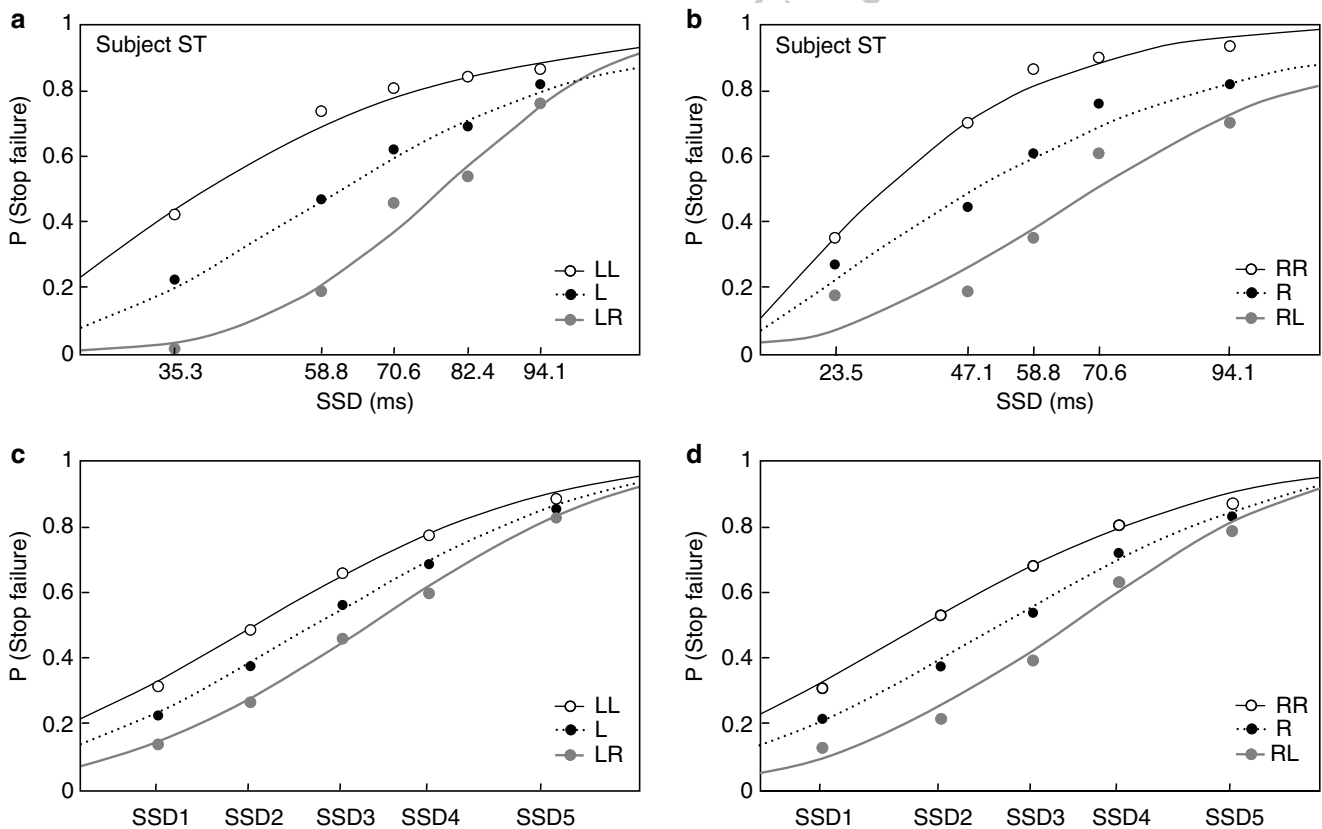 a
Subject ST
P (Stop failure)
1
0.8
0.6
0.4
0.2
0
LL
L
LR
35.3 58.8 70.6 82.4 94.1
SSD (ms)
b
Subject ST
P (Stop failure)
1
0.8
0.6
0.4
0.2
0
RR
R
RL
23.5 47.1 58.8 70.6 94.1
SSD (ms)
c
P (Stop failure)
1
0.8
0.6
0.4
0.2
0
LL
L
LR
SSD1 SSD2 SSD3 SSD4 SSD5
d
P (Stop failure)
1
0.8
0.6
0.4
0.2
0
RR
R
RL
SSD1 SSD2 SSD3 SSD4 SSD5